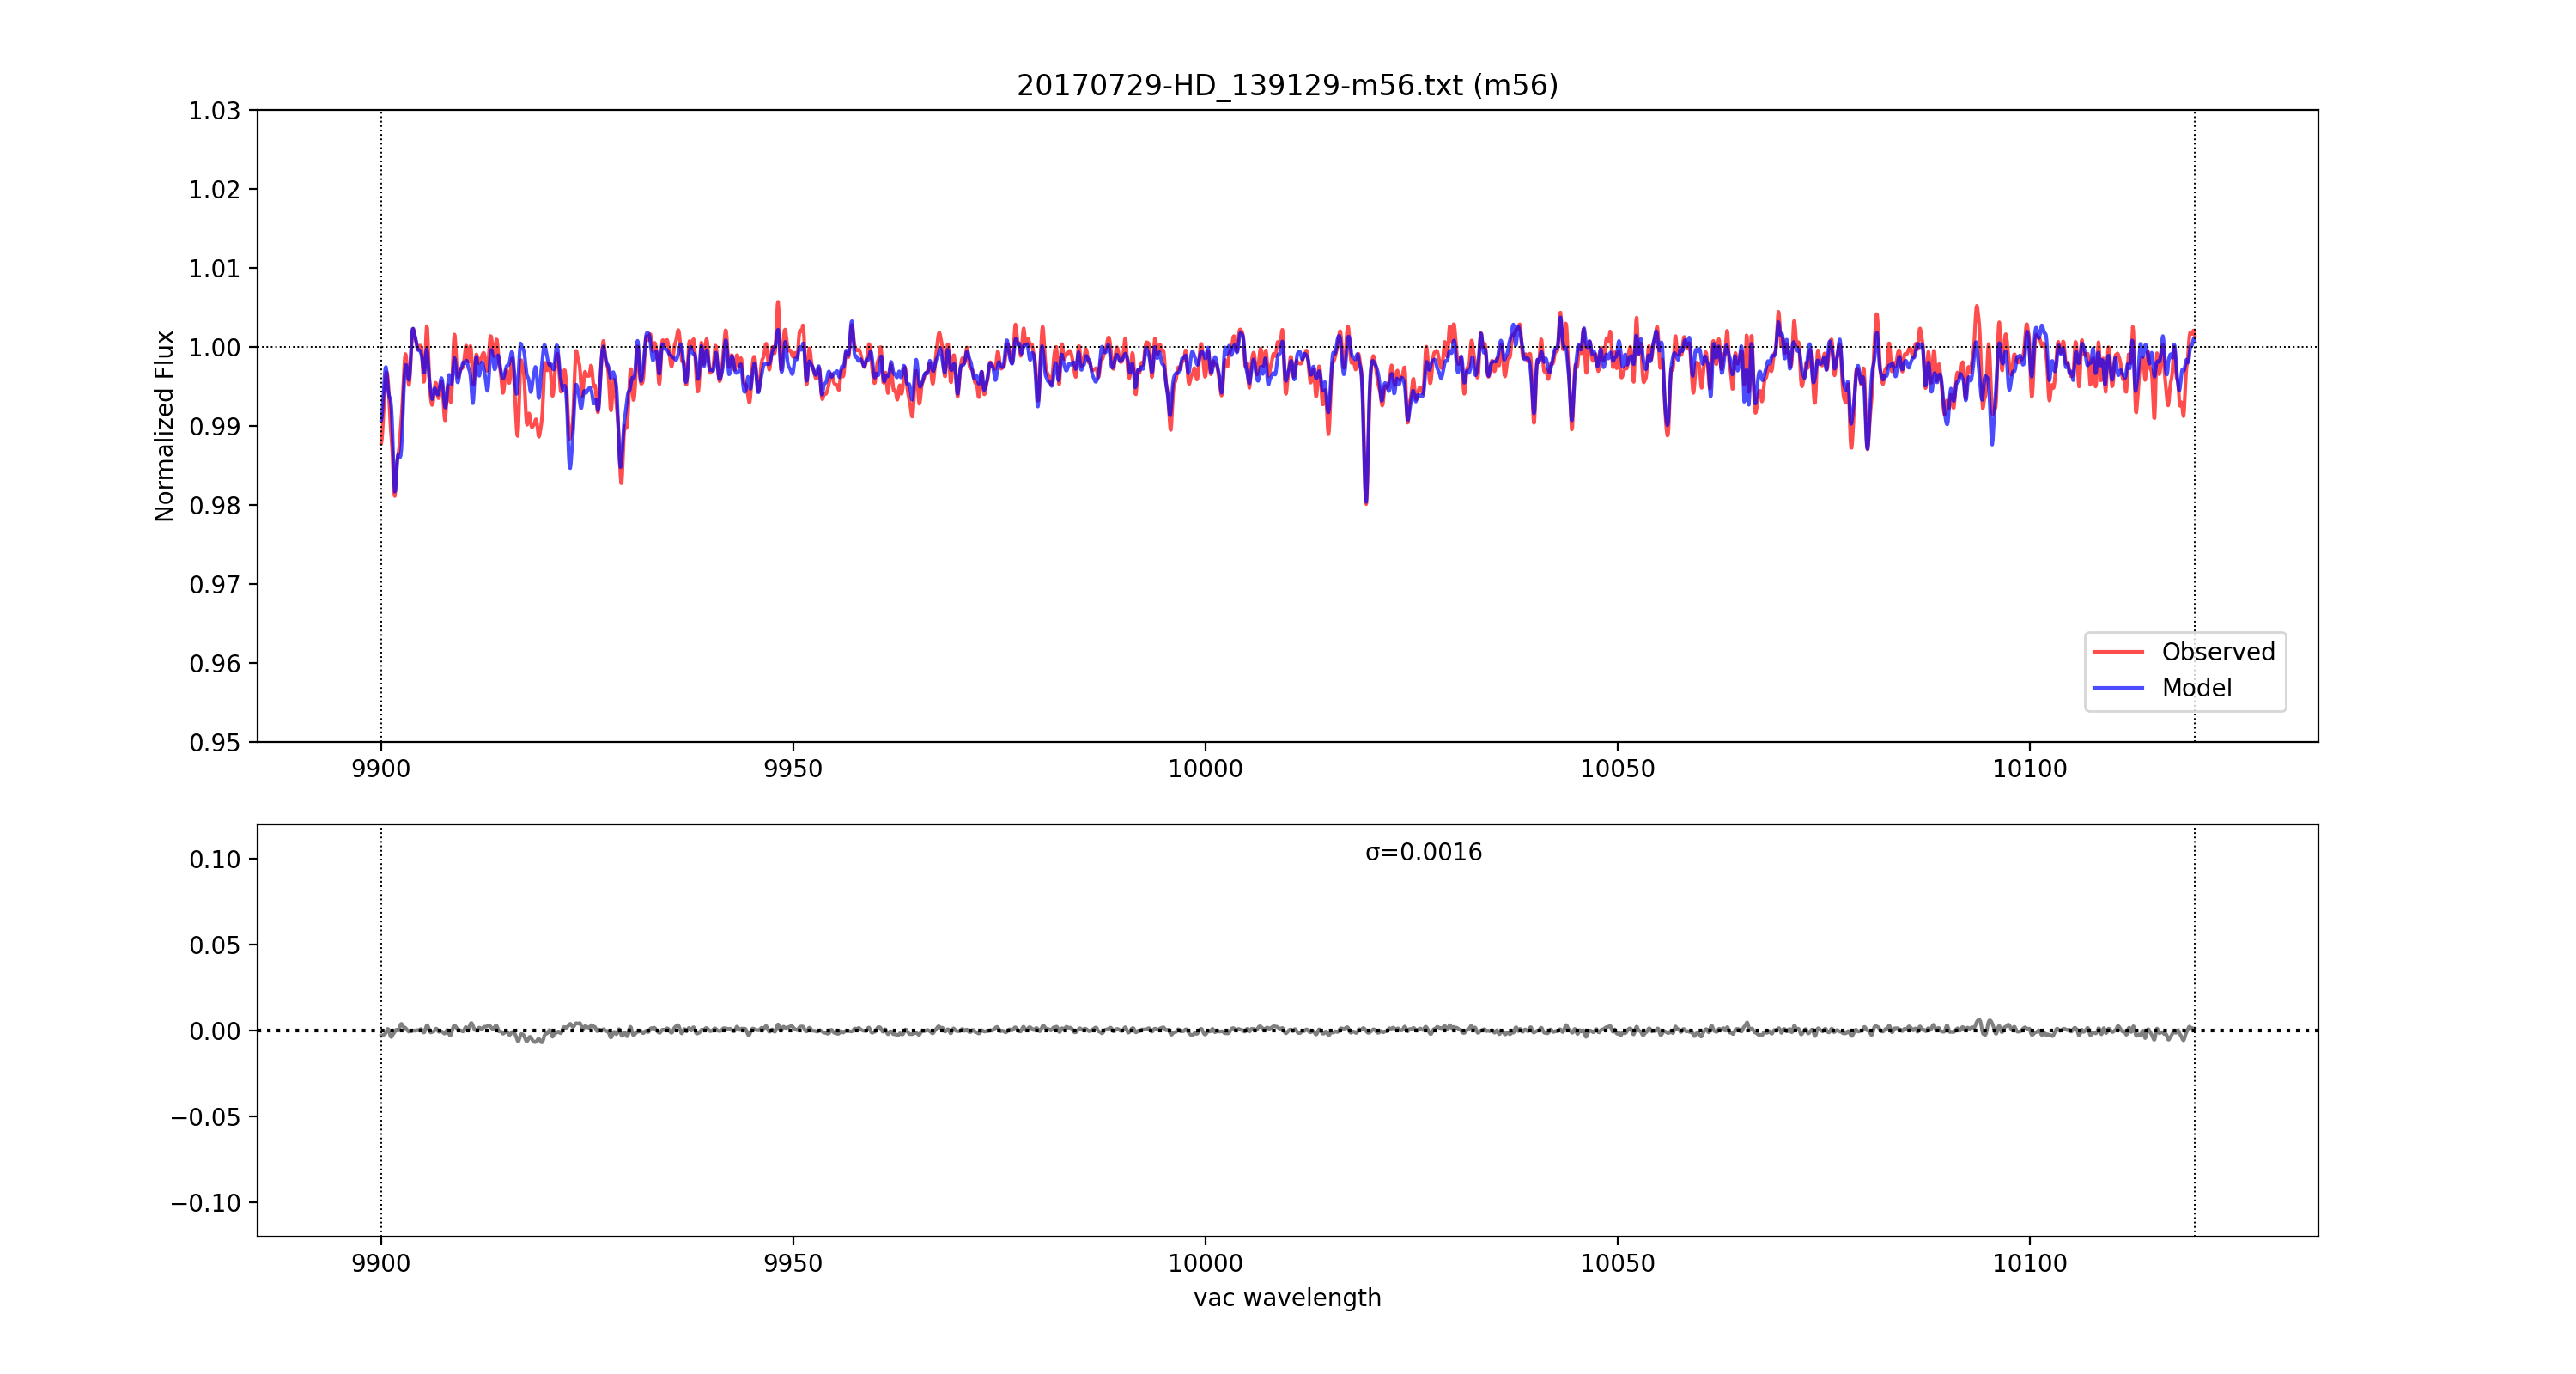 20170729-HD_139129-m56.txt (m56)
1.03
1.02
1.01
1.00
0.99
0.98
0.97
0.96
0.95
Normalized Flux
Observed
Model
9900 9950 10000 10050 10100
σ=0.0016
0.10
0.05
0.00
−0.05
−0.10
9900 9950 10000 10050 10100
vac wavelength